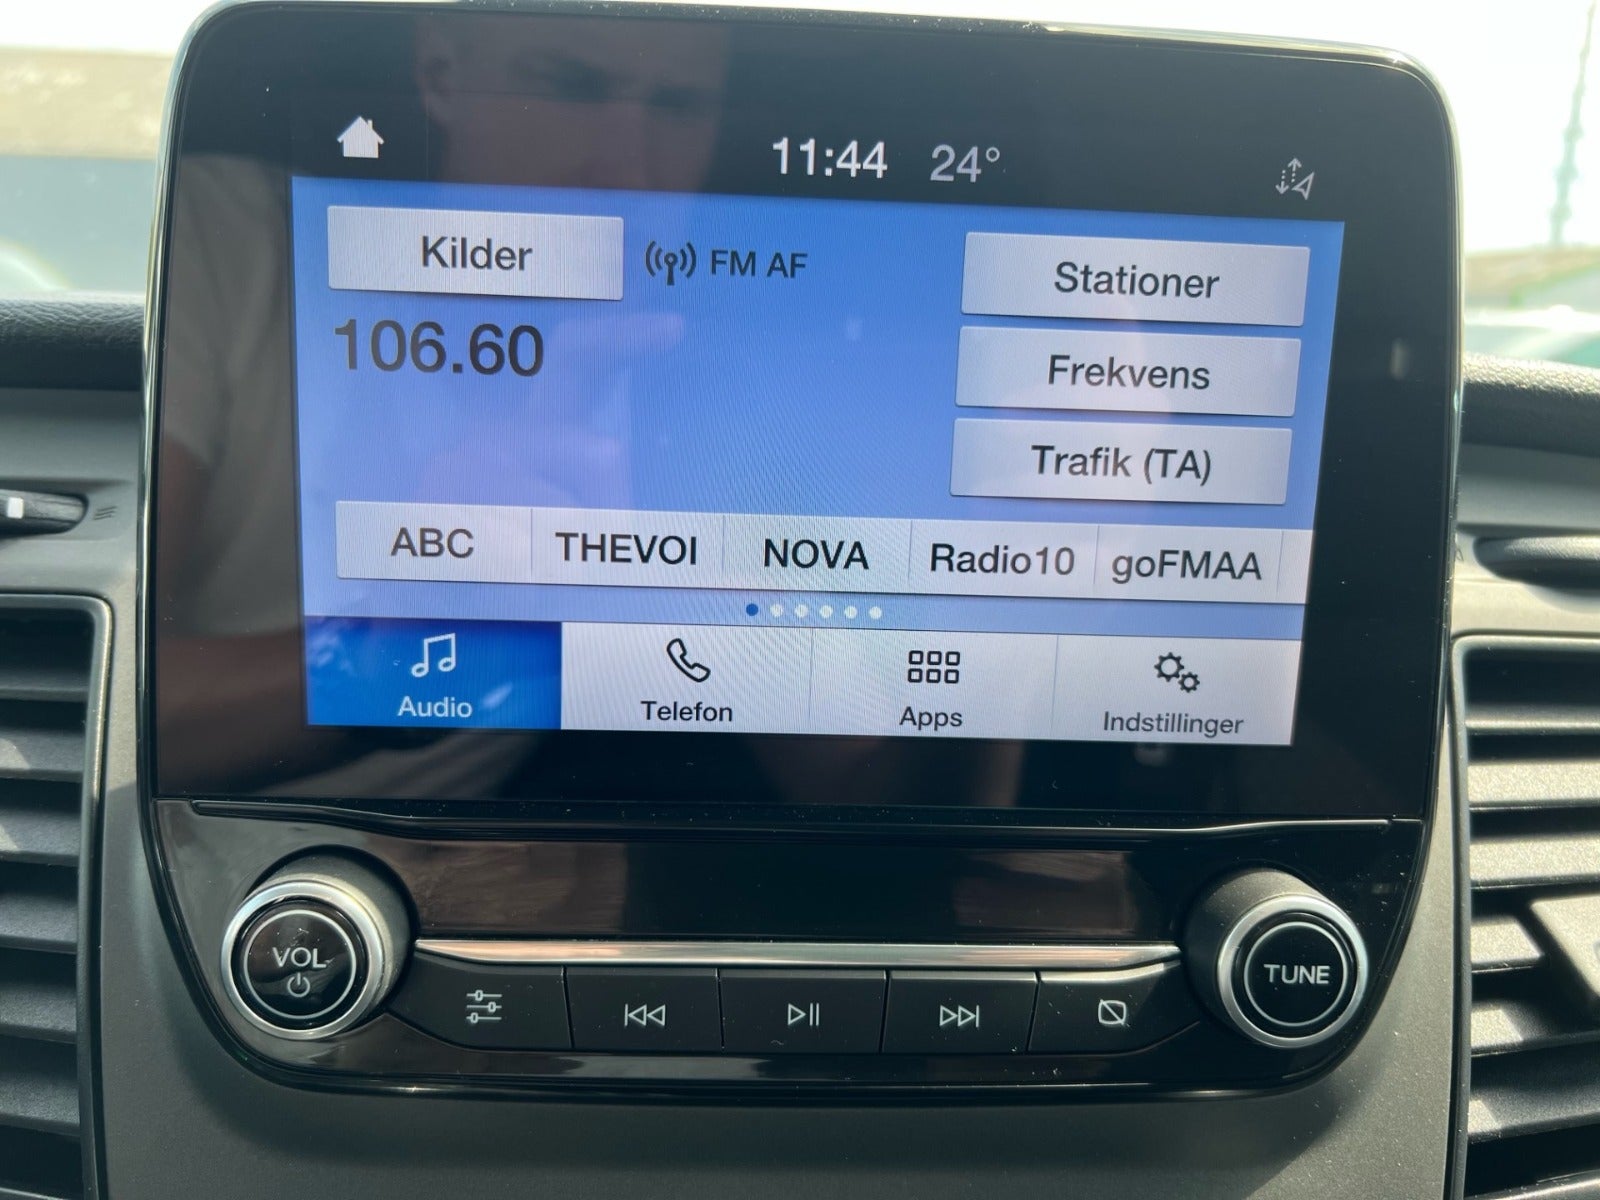 11:44 24°
Kilder FM AF Stationer
106.60
Frekvens
Trafik (TA)
ABC THEVOI NOVA Radio10 goFMAA
Audio Telefon Apps Indstillinger
VOL
TUNE